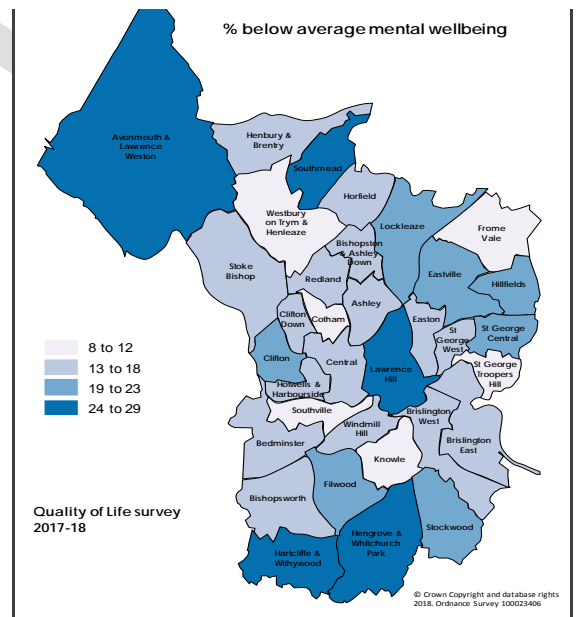 % below average mental wellbeing
Avonmouth &
Lawrence
Weston
Henbury &
Brentry
Southmead
Horfield
Westbury
on Trym &
Henleaze
Lockleaze
Frome
Vale
Bishopston
& Ashley
Down
Stoke
Bishop
Redland
Eastville
Hillfields
Clifton
Down
Cotham
Ashley
Easton
St
George
West
St George
Central
Clifton
Central
Lawrence
Hill
St George
Troopers
Hill
Hotwells &
Harbourside
Southville
Brislington
West
Windmill
Hill
Bedminster
Brislington
East
Knowle
Bishopsworth
Filwood
Stockwood
Hengrove &
Whitchurch
Park
Hartcliffe &
Withywood
8 to 12
13 to 18
19 to 23
24 to 29
Quality of Life survey
2017-18
© Crown Copyright and database rights
2018. Ordnance Survey 100023406